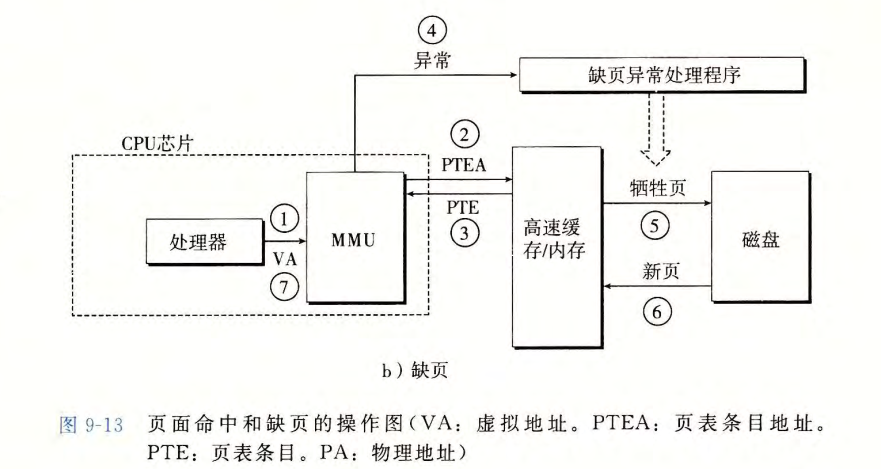 ④
异常
缺页异常处理程序
CPU芯片
②
PTEA
PTE
③
①
处理器
VA
⑦
MMU
高速缓
存/内存
牺牲页
⑤
新页
⑥
磁盘
b)缺页
图 9-13 页面命中和缺页的操作图(VA:虚拟地址。PTEA:页表条目地址。
PTE:页表条目。PA:物理地址)